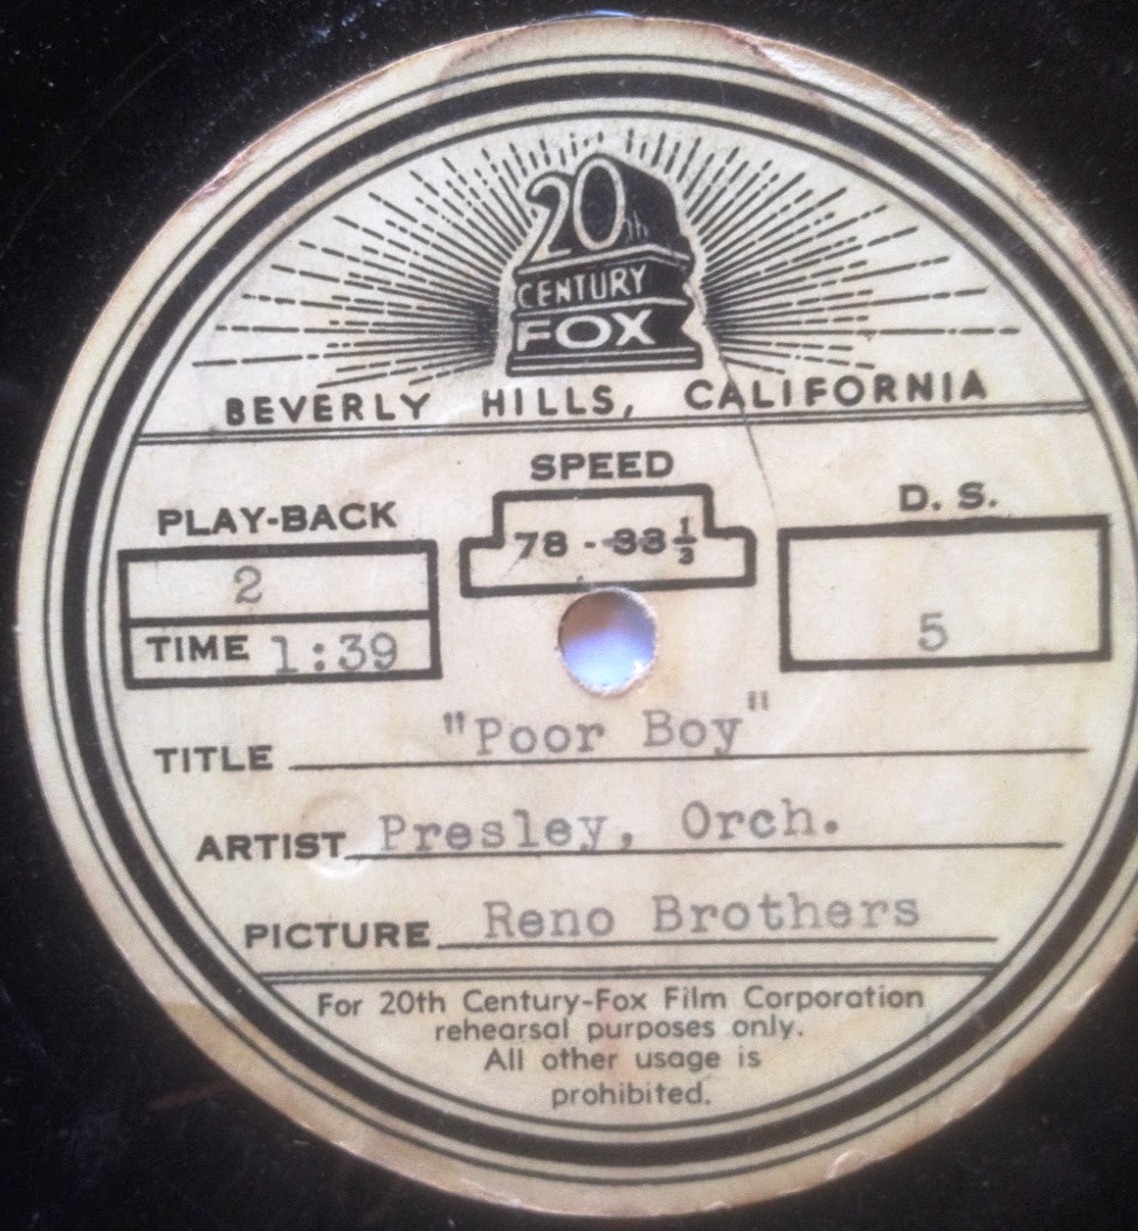 20th
CENTURY
FOX
BEVERLY HILLS, CALIFORNIA
SPEED
78 - 33 1/3
PLAY-BACK
2
TIME 1:39
D. S.
5
TITLE "Poor Boy"
ARTIST Presley, Orch.
PICTURE Reno Brothers
For 20th Century-Fox Film Corporation
rehearsal purposes only.
All other usage is
prohibited.